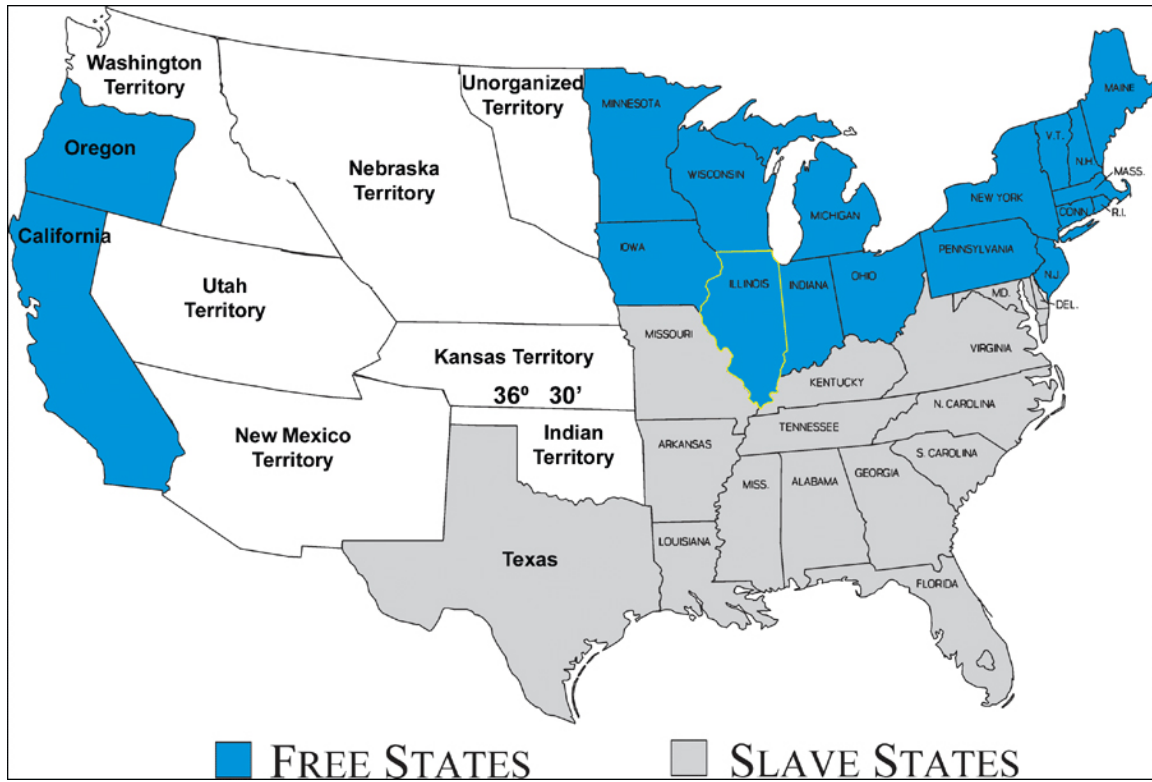 Washington
Territory
Unorganized
Territory
MINNESOTA
MAINE
Oregon
Nebraska
Territory
WISCONSIN
V.T.
N.H.
MASS.
NEW YORK
CONN.
R.I.
MICHIGAN
California
IOWA
PENNSYLVANIA
Utah
Territory
ILLINOIS
INDIANA
OHIO
N.J.
MD.
DEL.
MISSOURI
VIRGINIA
Kansas Territory
36º 30’
KENTUCKY
N. CAROLINA
New Mexico
Territory
Indian
Territory
TENNESSEE
ARKANSAS
S. CAROLINA
MISS.
ALABAMA
GEORGIA
LOUISIANA
Texas
FLORIDA
FREE STATES
SLAVE STATES